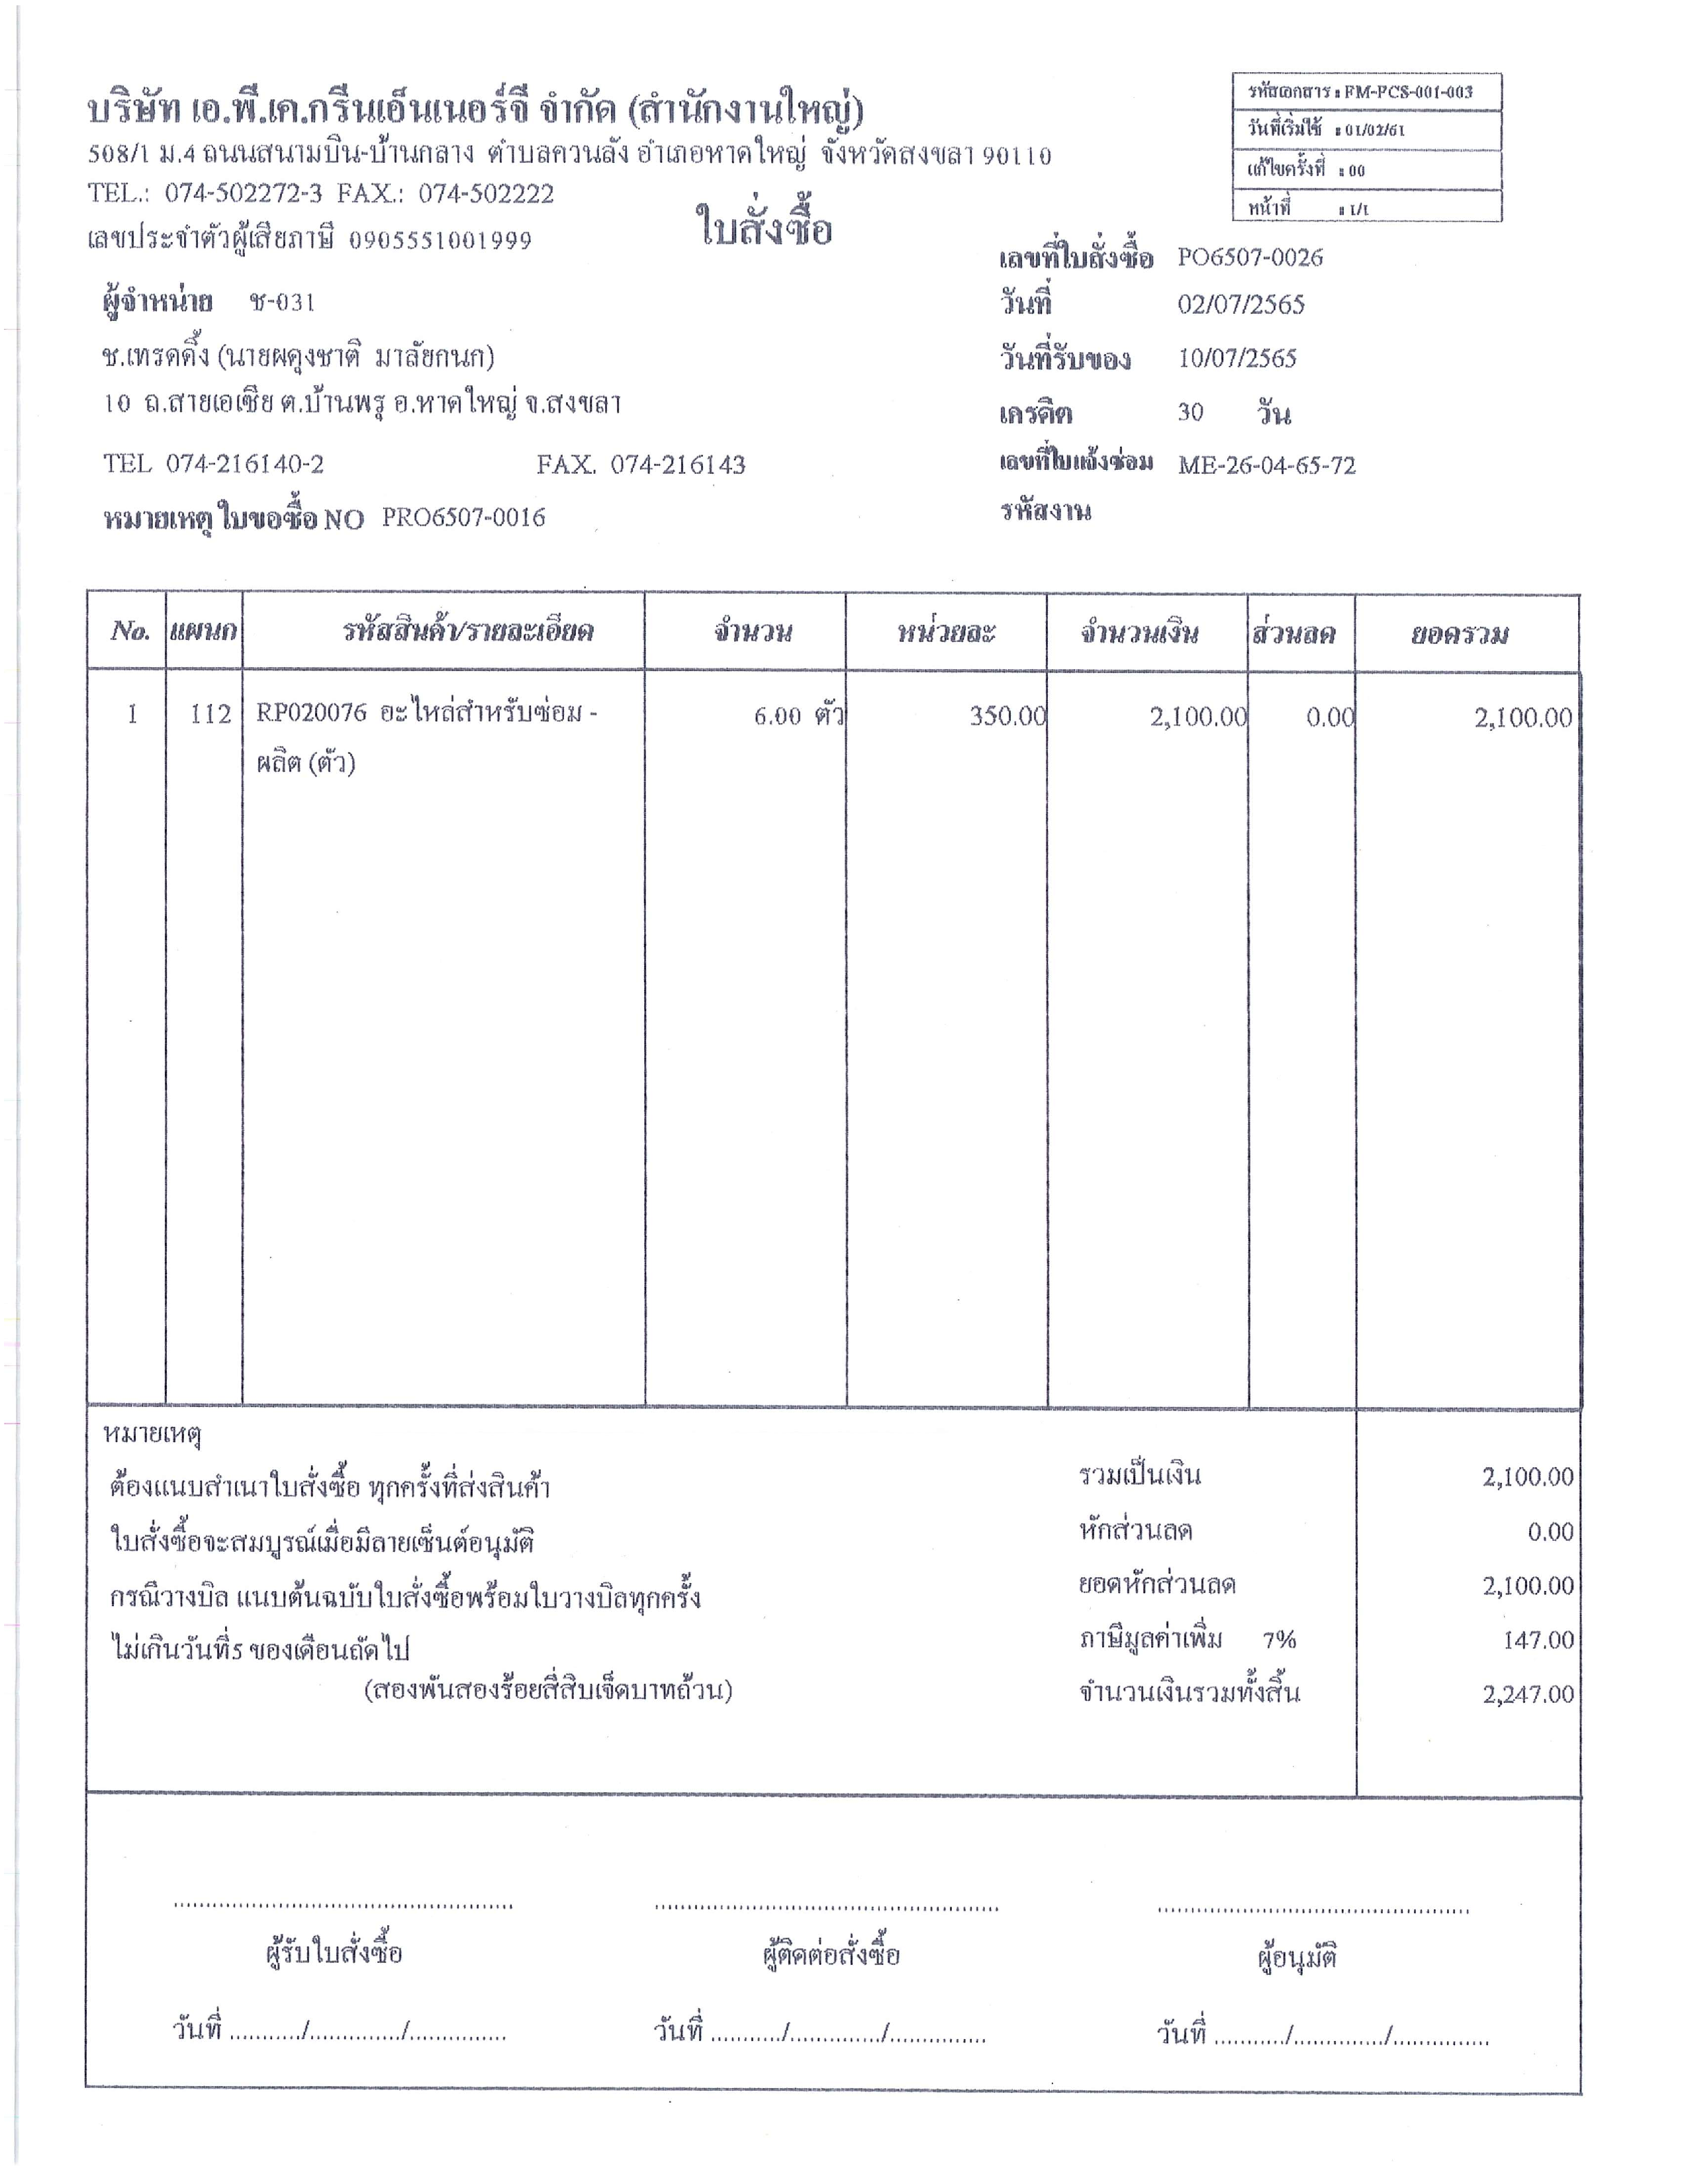 บริษัท เอ.พี.เค.กรีนเอ็นเนอร์จี จำกัด (สำนักงานใหญ่)
508/1 ม.4 ถนนสนามบิน-บ้านกลาง ตำบลควนลัง อำเภอหาดใหญ่ จังหวัดสงขลา 90110
TEL.: 074-502272-3 FAX.: 074-502222
เลขประจำตัวผู้เสียภาษี 0905551001999
รหัสเอกสาร : FM-PCS-001-003
วันที่เริ่มใช้ : 01/02/61
แก้ไขครั้งที่ : 00
หน้าที่ : 1/1
ใบสั่งซื้อ
เลขที่ใบสั่งซื้อ PO6507-0026
ผู้จำหน่าย ช-031
วันที่ 02/07/2565
ช.เทรดดิ้ง (นายผดุงชาติ มาลัยกนก)
วันที่รับของ 10/07/2565
10 ถ.สายเอเซีย ต.บ้านพรุ อ.หาดใหญ่ จ.สงขลา
เครดิต 30 วัน
TEL 074-216140-2 FAX. 074-216143
เลขที่ใบแจ้งซ่อม ME-26-04-65-72
หมายเหตุ ใบขอซื้อ NO PRO6507-0016
รหัสงาน
No. แผนก รหัสสินค้า/รายละเอียด จำนวน หน่วยละ จำนวนเงิน ส่วนลด ยอดรวม
1 112 RP020076 อะไหล่สำหรับซ่อม - 6.00 ตัว 350.00 2,100.00 0.00 2,100.00
ผลิต (ตัว)
หมายเหตุ
ต้องแนบสำเนาใบสั่งซื้อ ทุกครั้งที่ส่งสินค้า
รวมเป็นเงิน 2,100.00
ใบสั่งซื้อจะสมบูรณ์เมื่อมีลายเซ็นต์อนุมัติ
หักส่วนลด 0.00
กรณีวางบิล แนบต้นฉบับใบสั่งซื้อพร้อมใบวางบิลทุกครั้ง
ยอดหักส่วนลด 2,100.00
ไม่เกินวันที่5 ของเดือนถัดไป
ภาษีมูลค่าเพิ่ม 7% 147.00
(สองพันสองร้อยสี่สิบเจ็ดบาทถ้วน)
จำนวนเงินรวมทั้งสิ้น 2,247.00
ผู้รับใบสั่งซื้อ ผู้ติดต่อสั่งซื้อ ผู้อนุมัติ
วันที่ ........../............./.............. วันที่ ........../............./.............. วันที่ ........../............./..............